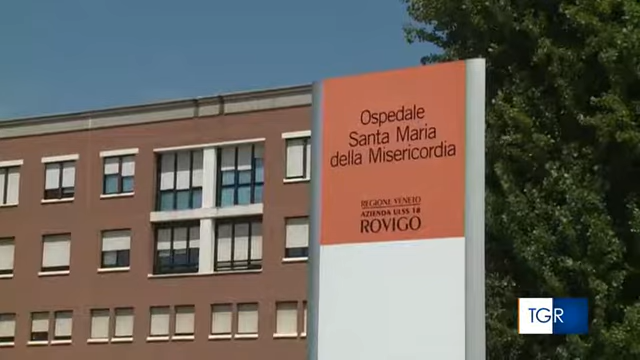 Ospedale
Santa Maria
della Misericordia
REGIONE VENETO
AZIENDA ULSS 18
ROVIGO
TGR